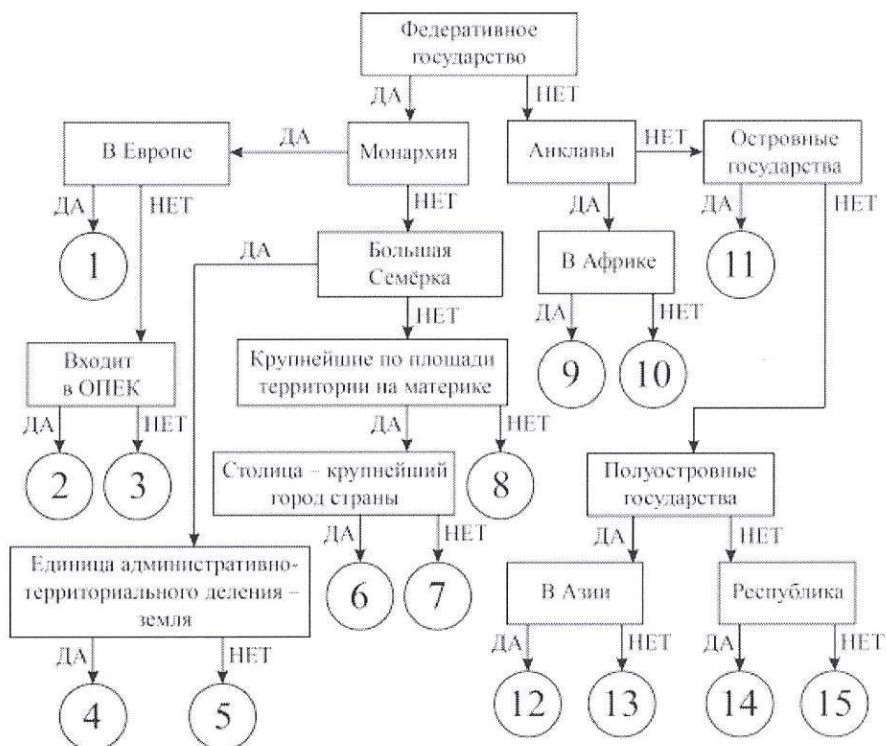 Федеративное
государство
ДА
НЕТ
В Европе
ДА
Монархия
Анклавы
НЕТ
Островные
государства
ДА
НЕТ
НЕТ
ДА
ДА
НЕТ
1
ДА
Большая
Семёрка
В Африке
11
НЕТ
ДА
НЕТ
Входит
в ОПЕК
Крупнейшие по площади
территории на материке
9
10
ДА
НЕТ
ДА
НЕТ
2
3
Столица – крупнейший
город страны
8
Полуостровные
государства
ДА
НЕТ
ДА
НЕТ
Единица административно-
территориального деления –
земля
6
7
В Азии
Республика
ДА
НЕТ
ДА
НЕТ
ДА
НЕТ
4
5
12
13
14
15